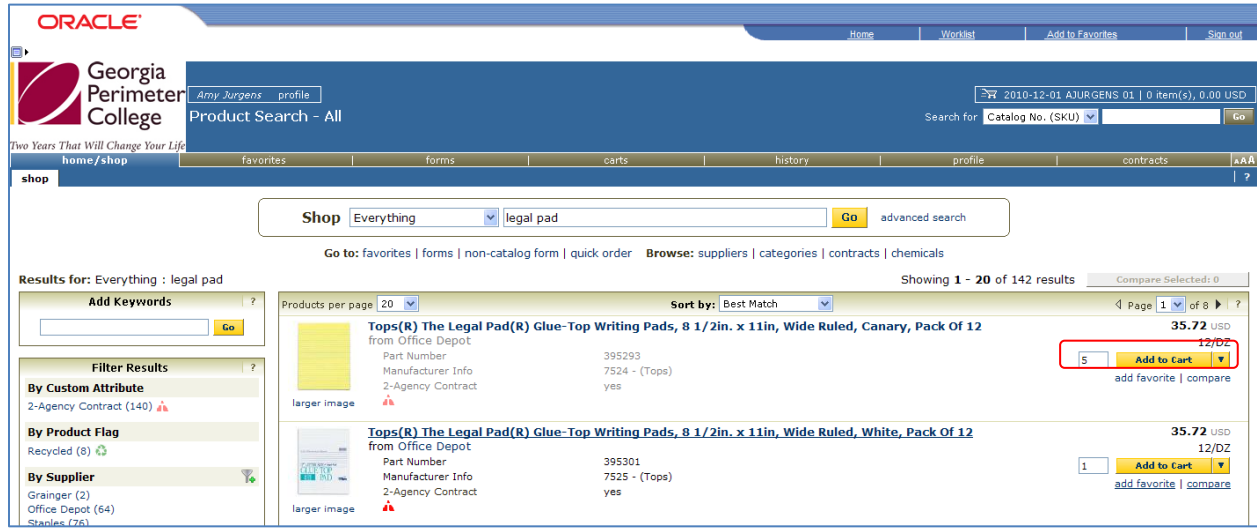 ORACLE
Home | Worklist | Add to Favorites | Sign out
Georgia
Perimeter
College
Two Years That Will Change Your Life
Amy Jurgens profile
Product Search - All
2010-12-01 AJURGENS 01 | 0 item(s), 0.00 USD
Search for Catalog No. (SKU) Go
home/shop | favorites | forms | carts | history | profile | contracts AAA
shop | ?
Shop Everything legal pad Go advanced search
Go to: favorites | forms | non-catalog form | quick order Browse: suppliers | categories | contracts | chemicals
Results for: Everything : legal pad
Showing 1 - 20 of 142 results Compare Selected: 0
Add Keywords ?
Go
Filter Results ?
By Custom Attribute
2-Agency Contract (140)
By Product Flag
Recycled (8)
By Supplier
Grainger (2)
Office Depot (64)
Staples (76)
Products per page 20 Sort by: Best Match Page 1 of 8 ?
Tops(R) The Legal Pad(R) Glue-Top Writing Pads, 8 1/2in. x 11in, Wide Ruled, Canary, Pack Of 12
from Office Depot
Part Number 395293
Manufacturer Info 7524 - (Tops)
2-Agency Contract yes
larger image
35.72 USD
12/DZ
5 Add to Cart
add favorite | compare
Tops(R) The Legal Pad(R) Glue-Top Writing Pads, 8 1/2in. x 11in, Wide Ruled, White, Pack Of 12
from Office Depot
Part Number 395301
Manufacturer Info 7525 - (Tops)
2-Agency Contract yes
larger image
35.72 USD
12/DZ
1 Add to Cart
add favorite | compare